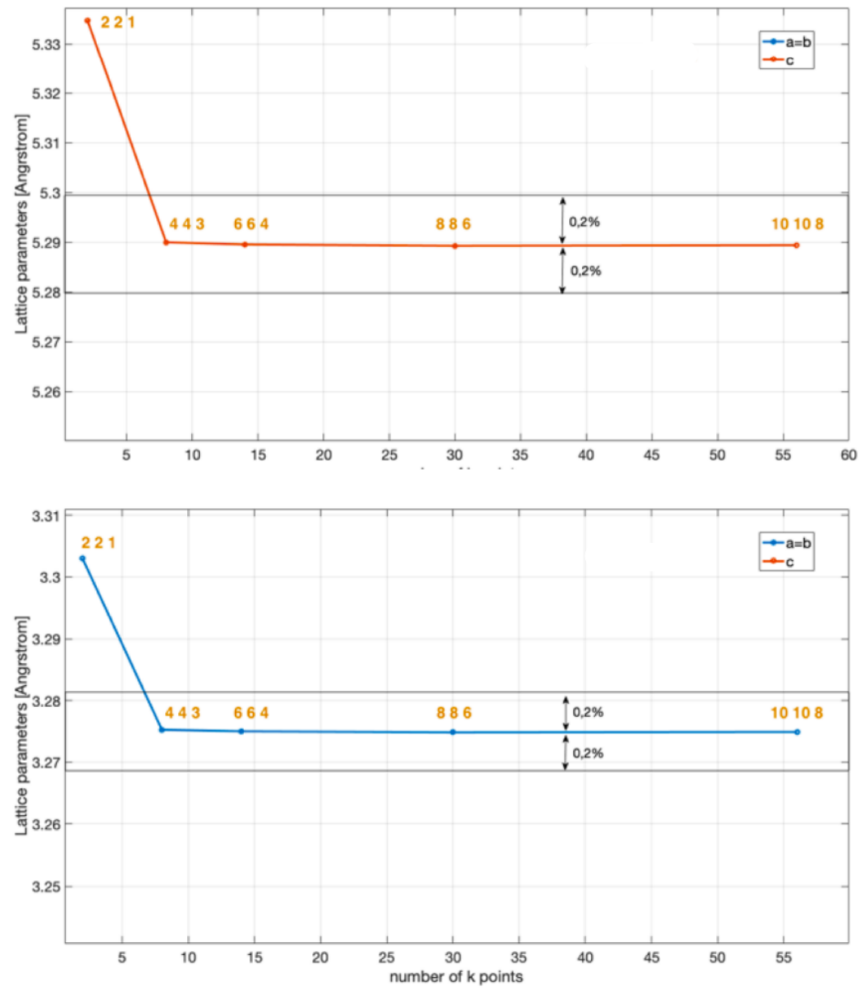 2 2 1
a=b
c
5.33
5.32
5.31
5.3
5.29
5.28
5.27
5.26
Lattice parameters [Angrstrom]
4 4 3
6 6 4
8 8 6
10 10 8
0,2%
0,2%
5
10
15
20
25
30
35
40
45
50
55
60
3.31
3.3
3.29
3.28
3.27
3.26
3.25
Lattice parameters [Angrstrom]
2 2 1
a=b
c
4 4 3
6 6 4
8 8 6
10 10 8
0,2%
0,2%
5
10
15
20
25
30
35
40
45
50
55
number of k points